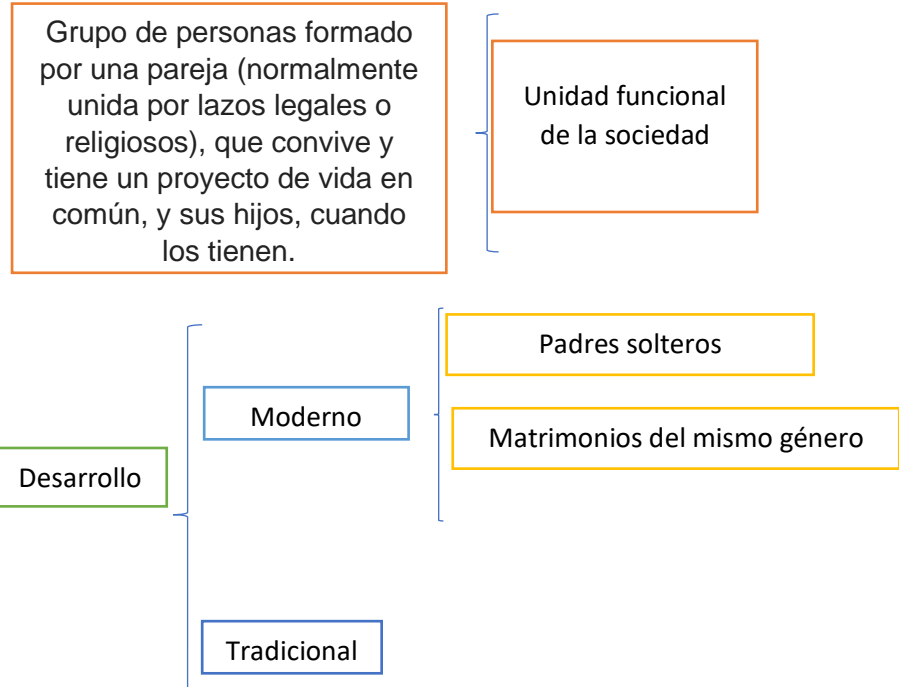 Grupo de personas formado
por una pareja (normalmente
unida por lazos legales o
religiosos), que convive y
tiene un proyecto de vida en
común, y sus hijos, cuando
los tienen.
Unidad funcional
de la sociedad
Padres solteros
Moderno
Matrimonios del mismo género
Desarrollo
Tradicional